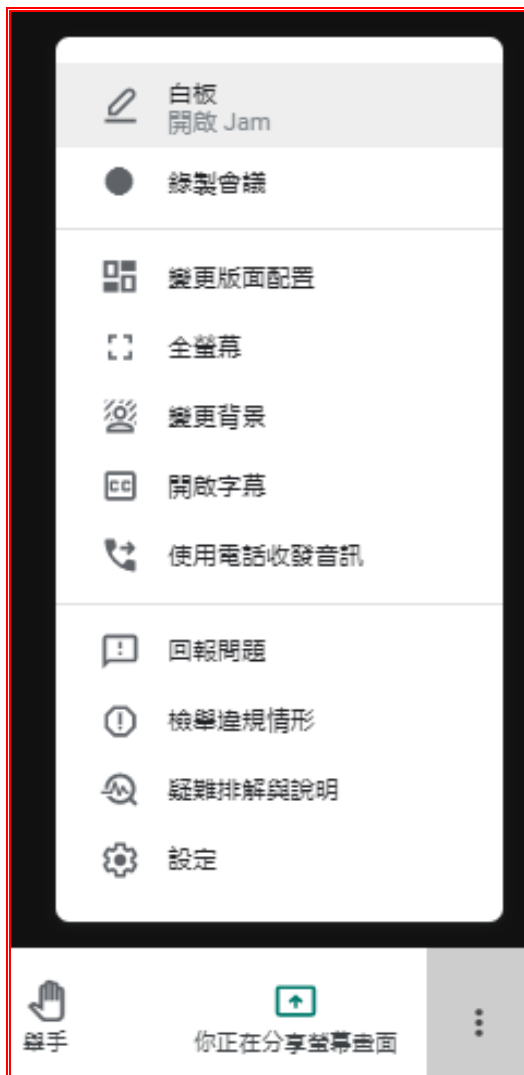 白板
開啟 Jam
錄製會議
變更版面配置
全螢幕
變更背景
CC
開啟字幕
使用電話收發音訊
回報問題
檢舉違規情形
疑難排解與說明
設定
舉手
你正在分享螢幕畫面